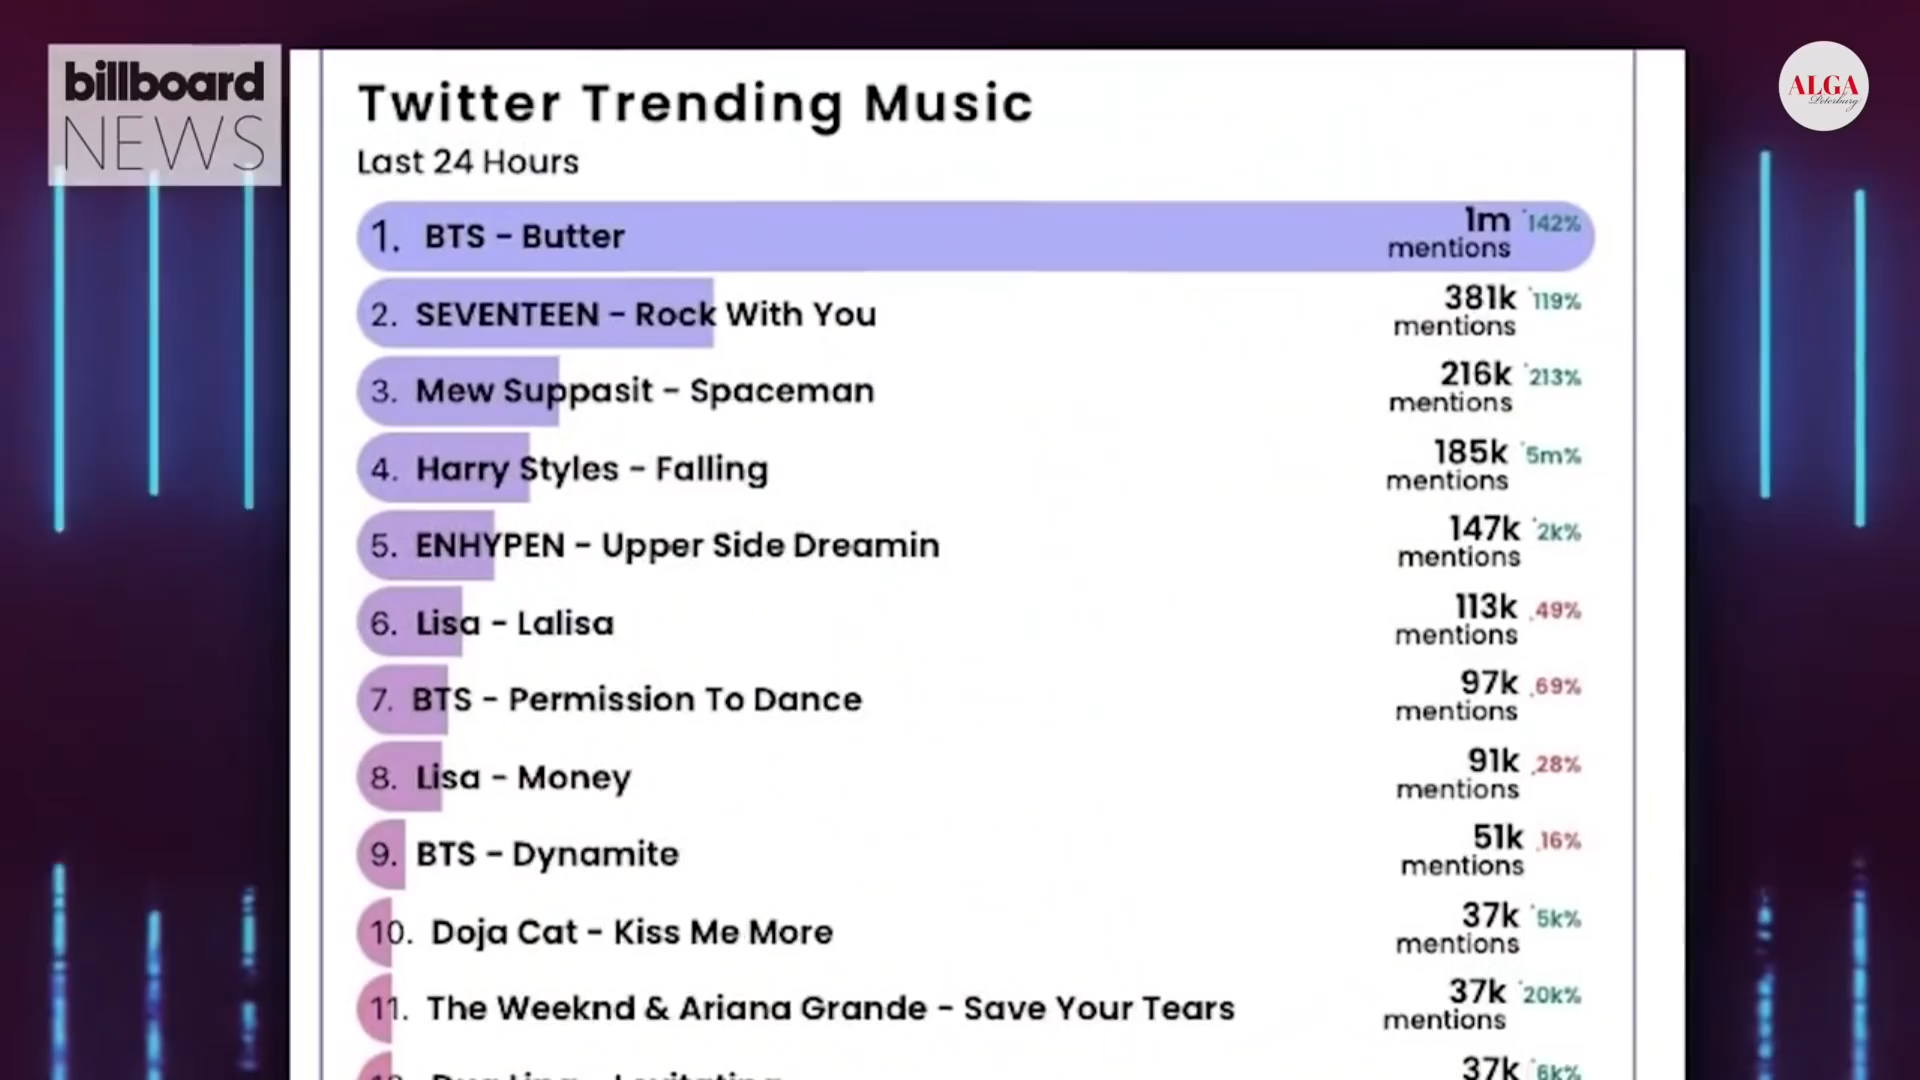 billboard
NEWS
ALGA
Peterburg
Twitter Trending Music
Last 24 Hours
1. BTS - Butter 1m 142%
mentions
2. SEVENTEEN - Rock With You 381k 119%
mentions
3. Mew Suppasit - Spaceman 216k 213%
mentions
4. Harry Styles - Falling 185k 5m%
mentions
5. ENHYPEN - Upper Side Dreamin 147k 2k%
mentions
6. Lisa - Lalisa 113k 49%
mentions
7. BTS - Permission To Dance 97k 69%
mentions
8. Lisa - Money 91k 28%
mentions
9. BTS - Dynamite 51k 16%
mentions
10. Doja Cat - Kiss Me More 37k 5k%
mentions
11. The Weeknd & Ariana Grande - Save Your Tears 37k 20k%
mentions
37k 6k%